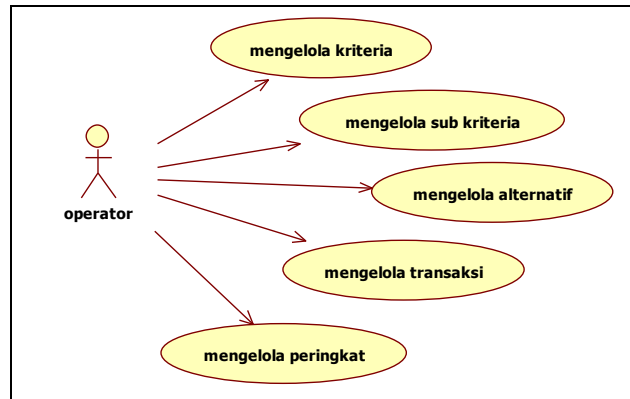 mengelola kriteria
mengelola sub kriteria
mengelola alternatif
operator
mengelola transaksi
mengelola peringkat